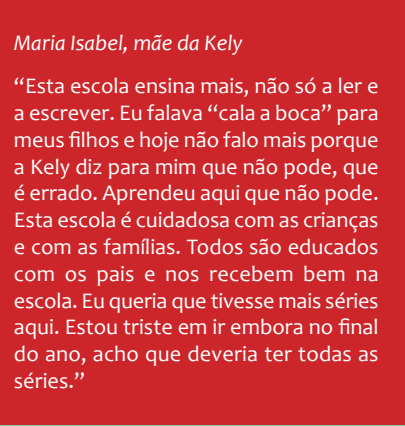 Maria Isabel, mãe da Kely
“Esta escola ensina mais, não só a ler e
a escrever. Eu falava “cala a boca” para
meus filhos e hoje não falo mais porque
a Kely diz para mim que não pode, que
é errado. Aprendeu aqui que não pode.
Esta escola é cuidadosa com as crianças
e com as famílias. Todos são educados
com os pais e nos recebem bem na
escola. Eu queria que tivesse mais séries
aqui. Estou triste em ir embora no final
do ano, acho que deveria ter todas as
séries.”